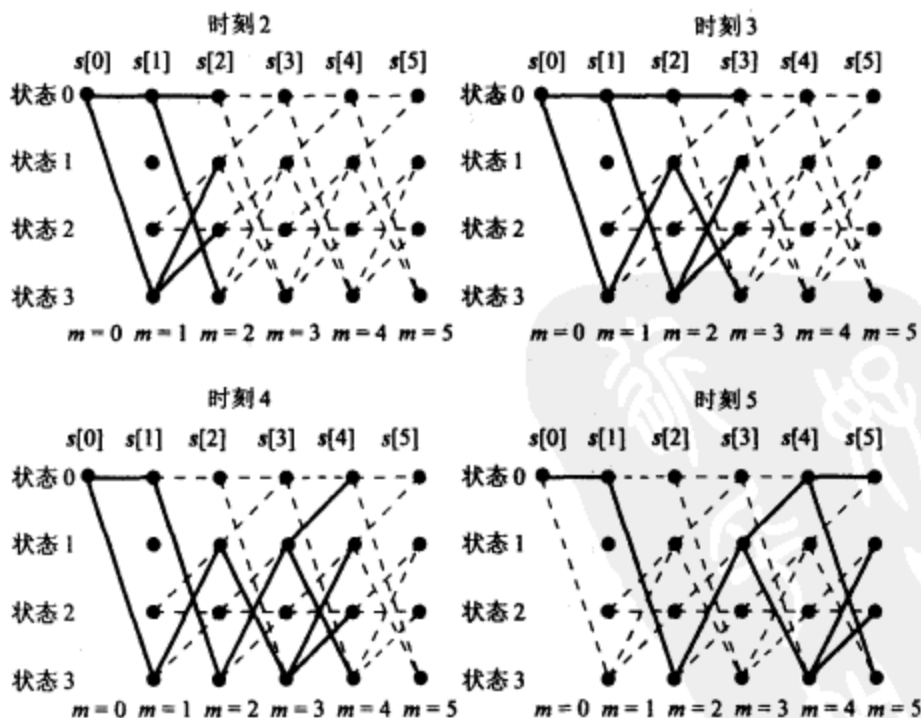 时刻2
s[0] s[1] s[2] s[3] s[4] s[5]
状态0
状态1
状态2
状态3
m=0 m=1 m=2 m=3 m=4 m=5
时刻3
s[0] s[1] s[2] s[3] s[4] s[5]
状态0
状态1
状态2
状态3
m=0 m=1 m=2 m=3 m=4 m=5
时刻4
s[0] s[1] s[2] s[3] s[4] s[5]
状态0
状态1
状态2
状态3
m=0 m=1 m=2 m=3 m=4 m=5
时刻5
s[0] s[1] s[2] s[3] s[4] s[5]
状态0
状态1
状态2
状态3
m=0 m=1 m=2 m=3 m=4 m=5